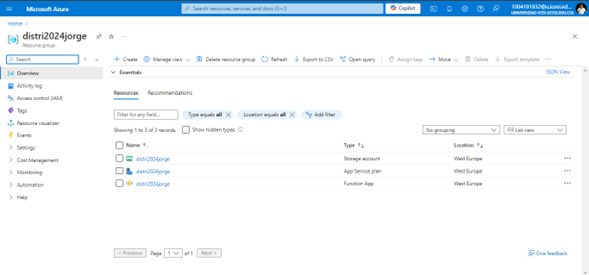 Microsoft Azure
Search resources, services, and docs (G+/)
Copilot
UNIVERSIDAD ICESI (ICESI.EDU.CO)
Home >
distri2024jorge
Resource group
Search
Create
Manage view
Delete resource group
Refresh
Export to CSV
Open query
Assign tags
Move
Delete
Export template
Overview
Essentials
JSON View
Activity log
Access control (IAM)
Tags
Resource visualizer
Events
Settings
Cost Management
Monitoring
Automation
Help
Resources Recommendations
Filter for any field...
Type equals all
Location equals all
Add filter
Showing 1 to 3 of 3 records.
Show hidden types
No grouping
List view
Name
Type
Location
distri2024jorge Storage account West Europe
distri2024jorge App Service plan West Europe
distri2024jorge Function App West Europe
< Previous Page 1 of 1 Next >
Give feedback